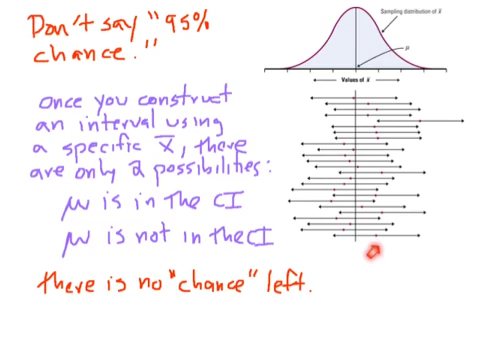 Don't say "95%
chance."
once you construct
an interval using
a specific x̄, there
are only 2 possibilities:
μ is in the CI
μ is not in the CI
there is no "chance" left.
Sampling distribution of x̄
μ
Values of x̄